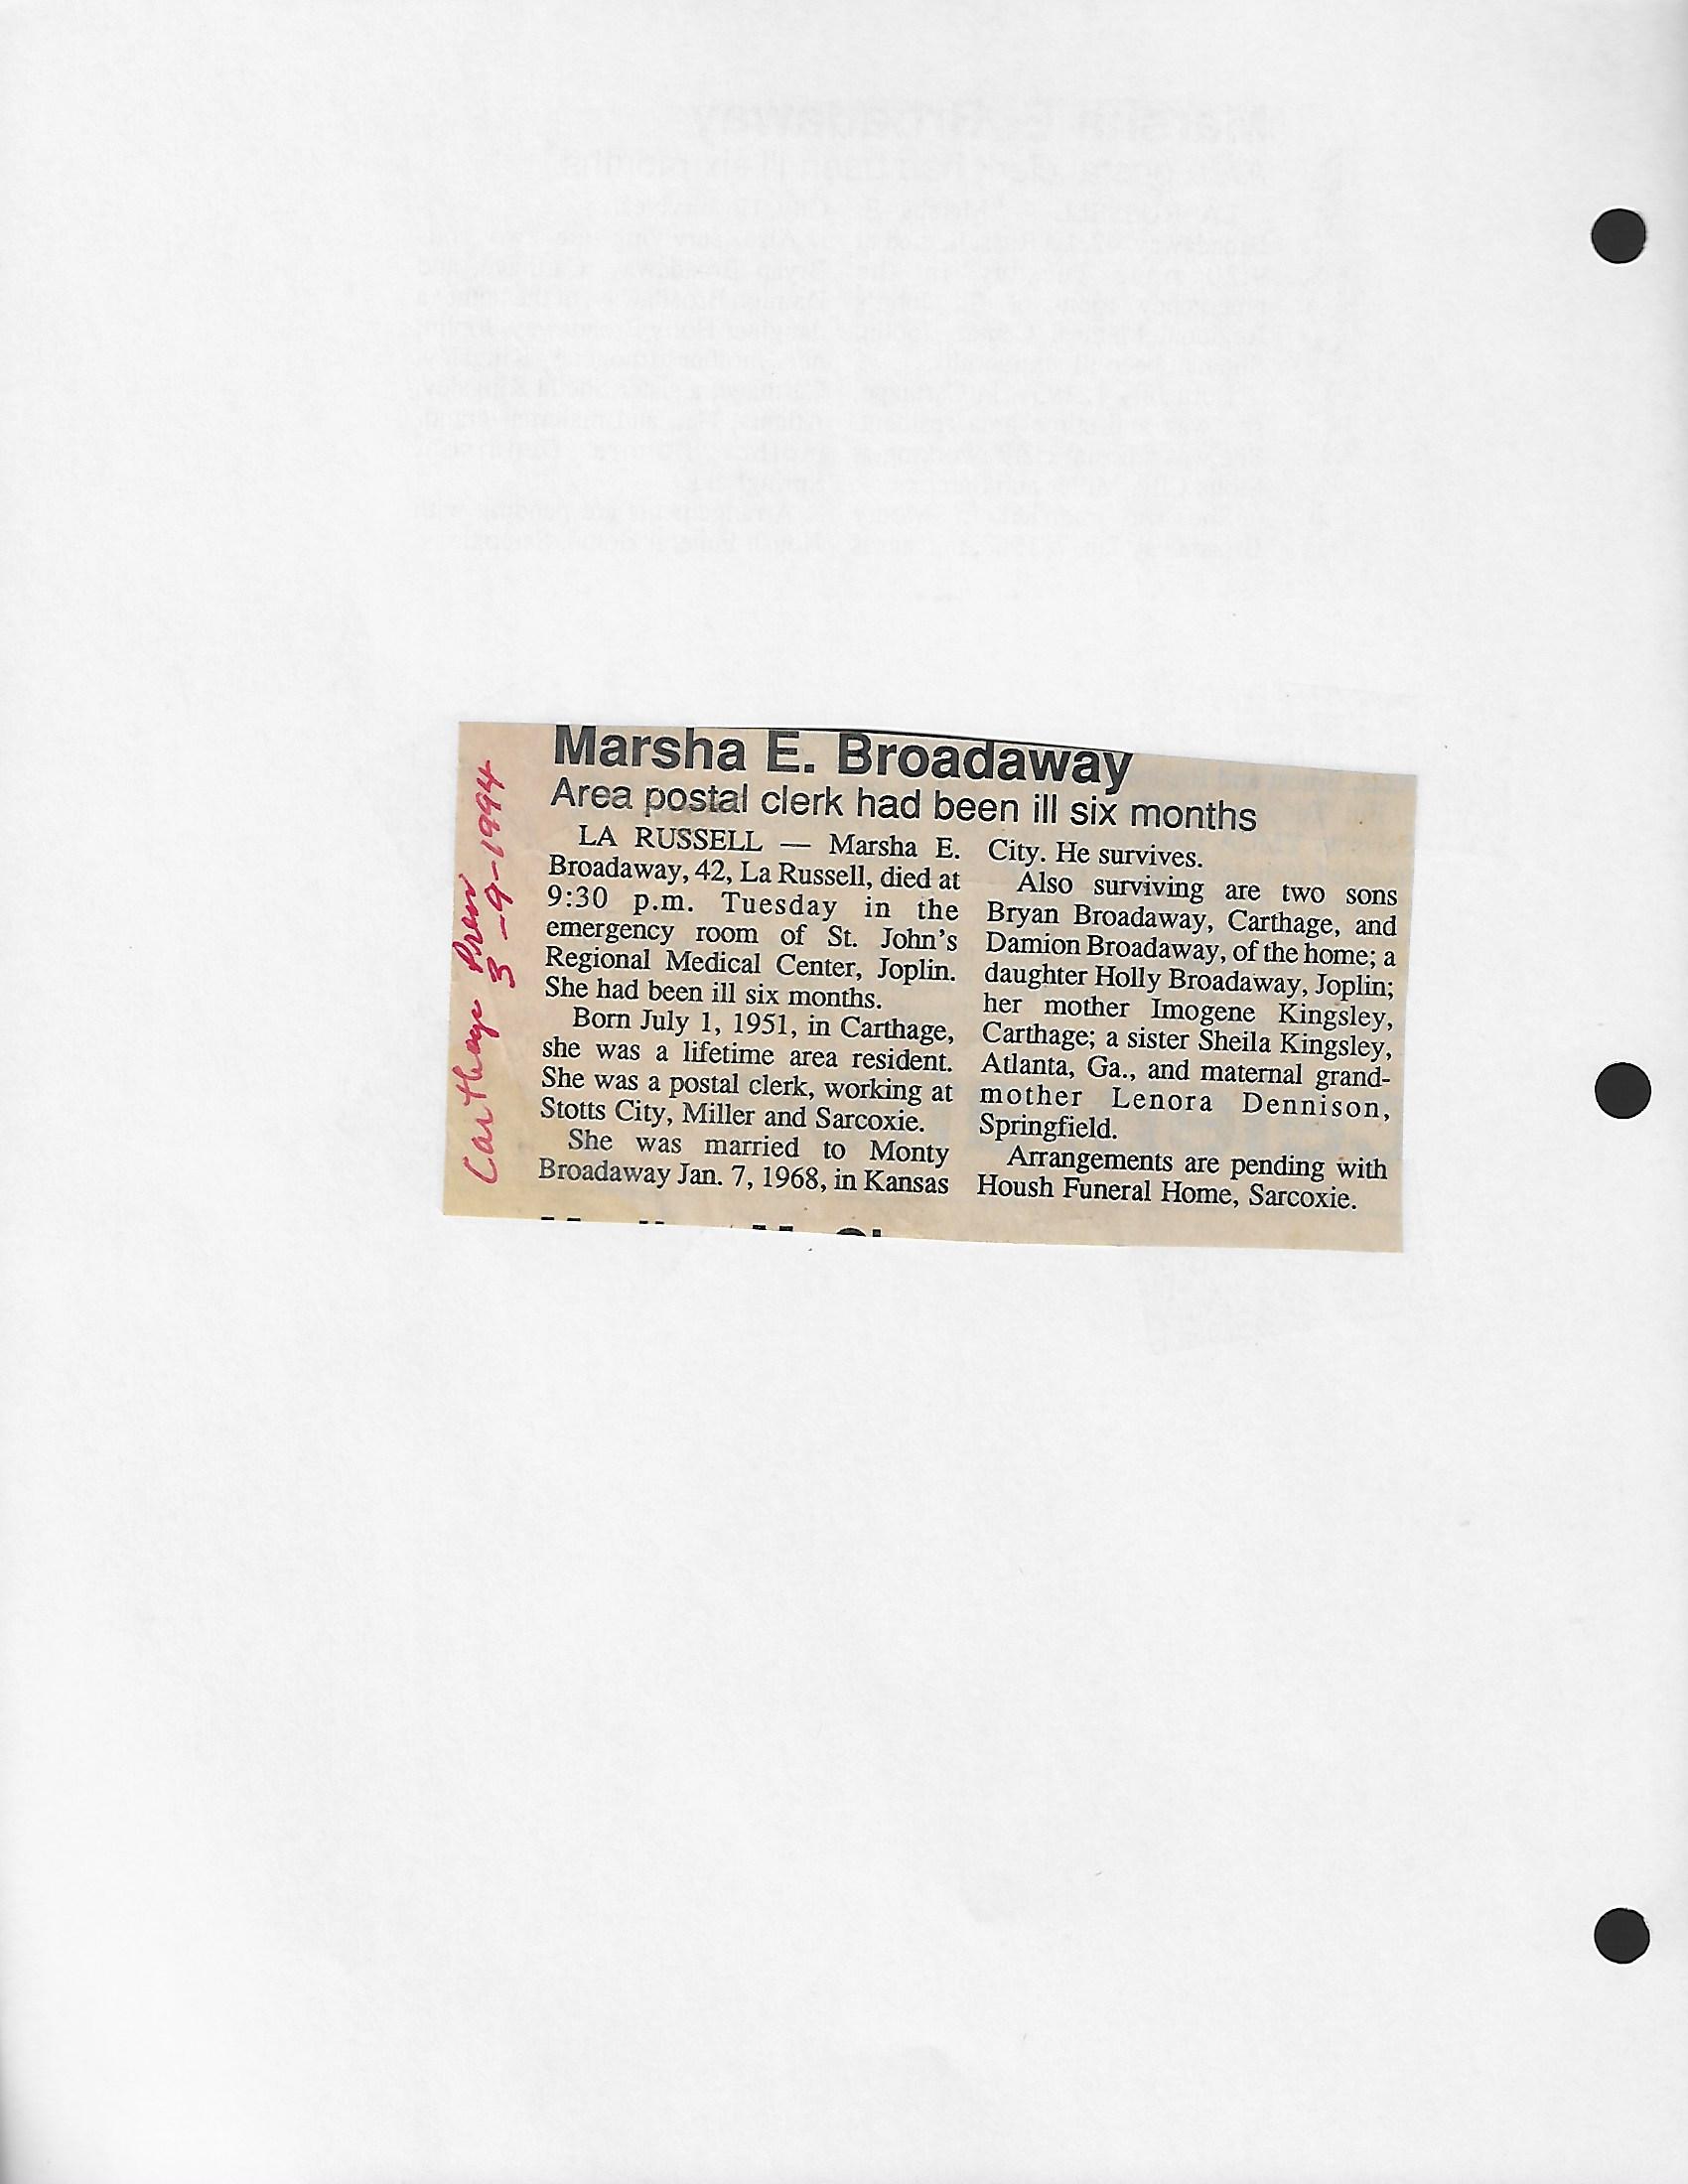 Carthage Press
3-9-1994
Marsha E. Broadaway
Area postal clerk had been ill six months
LA RUSSELL — Marsha E.
Broadaway, 42, La Russell, died at
9:30 p.m. Tuesday in the
emergency room of St. John's
Regional Medical Center, Joplin.
She had been ill six months.
Born July 1, 1951, in Carthage,
she was a lifetime area resident.
She was a postal clerk, working at
Stotts City, Miller and Sarcoxie.
She was married to Monty
Broadaway Jan. 7, 1968, in Kansas
City. He survives.
Also surviving are two sons
Bryan Broadaway, Carthage, and
Damion Broadaway, of the home; a
daughter Holly Broadaway, Joplin;
her mother Imogene Kingsley,
Carthage; a sister Sheila Kingsley,
Atlanta, Ga., and maternal grand-
mother Lenora Dennison,
Springfield.
Arrangements are pending with
Housh Funeral Home, Sarcoxie.